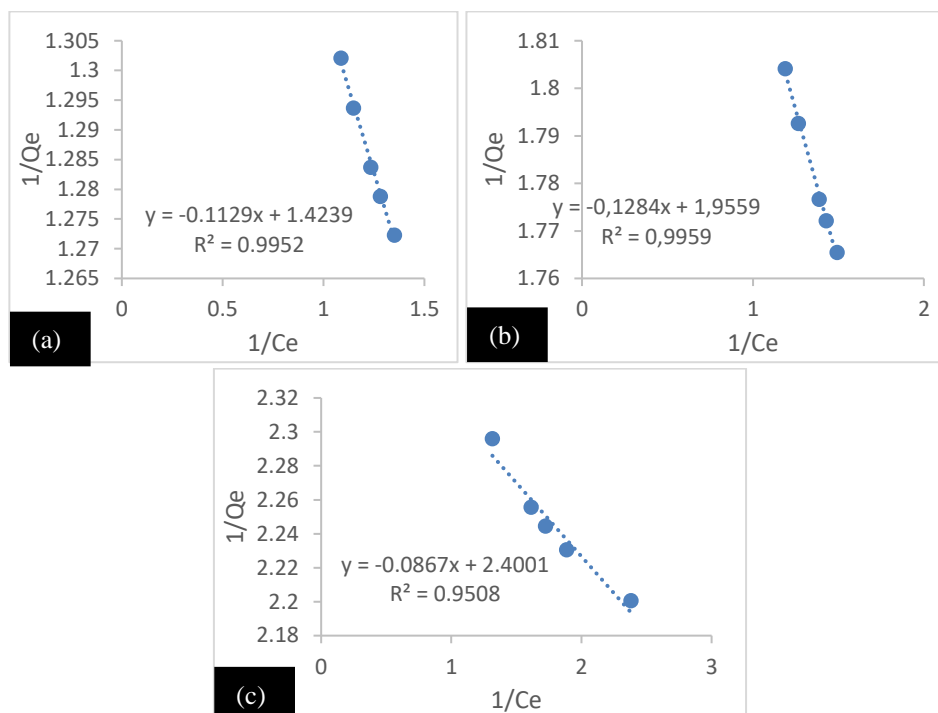 1.305
1.3
1.295
1.29
1.285
1.28
1.275
1.27
1.265
1/Qe
y = -0.1129x + 1.4239
R² = 0.9952
0 0.5 1 1.5
1/Ce
(a)
1.81
1.8
1.79
1.78
1.77
1.76
1/Qe
y = -0,1284x + 1,9559
R² = 0,9959
0 1 2
1/Ce
(b)
2.32
2.3
2.28
2.26
2.24
2.22
2.2
2.18
1/Qe
y = -0.0867x + 2.4001
R² = 0.9508
0 1 2 3
1/Ce
(c)